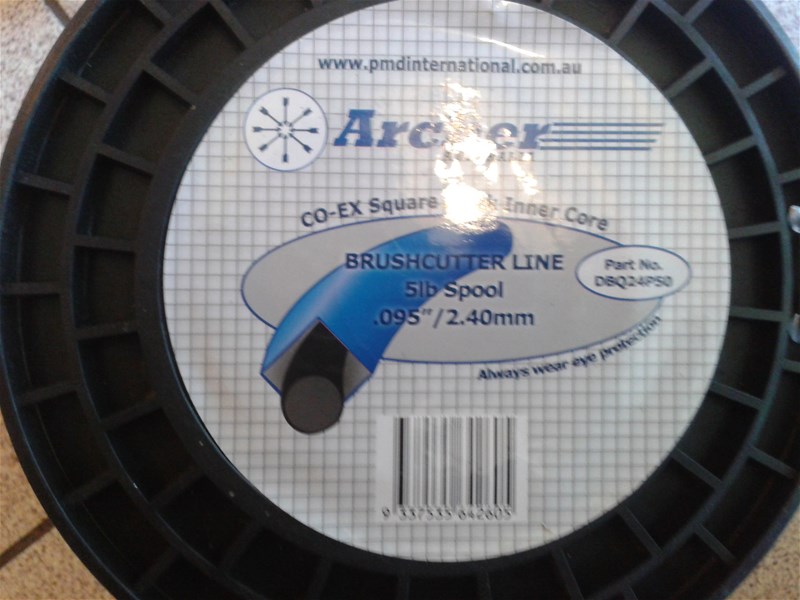 www.pmdinternational.com.au
Archer
CO-EX Square Inner Core
BRUSHCUTTER LINE
5lb Spool
.095"/2.40mm
Part No.
DBQ24P50
Always wear eye protection
9 337535 642605